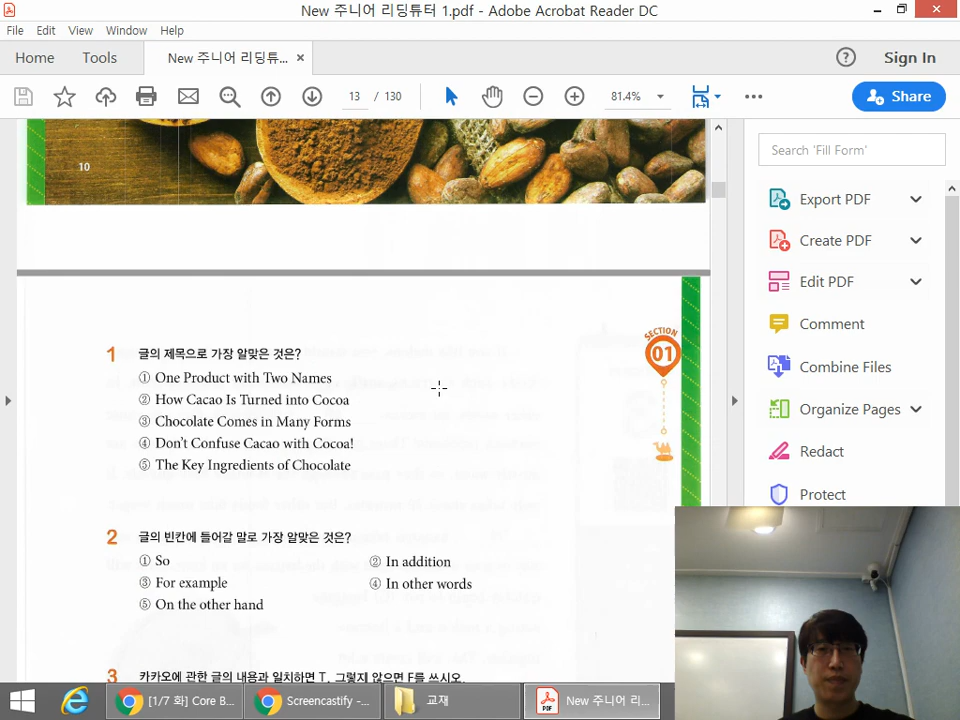 New 주니어 리딩튜터 1.pdf - Adobe Acrobat Reader DC
File Edit View Window Help
Home Tools New 주니어 리딩튜... ×
Sign In
13 / 130 81.4% Share
10
Search 'Fill Form'
Export PDF
Create PDF
Edit PDF
Comment
Combine Files
Organize Pages
Redact
Protect
SECTION
01
1 글의 제목으로 가장 알맞은 것은?
① One Product with Two Names
② How Cacao Is Turned into Cocoa
③ Chocolate Comes in Many Forms
④ Don't Confuse Cacao with Cocoa!
⑤ The Key Ingredients of Chocolate
2 글의 빈칸에 들어갈 말로 가장 알맞은 것은?
① So ② In addition
③ For example ④ In other words
⑤ On the other hand
3 카카오에 관한 글의 내용과 일치하면 T, 그렇지 않으면 F를 쓰시오.
[1/7 화] Core B... Screencastify -... 교재 New 주니어 리...